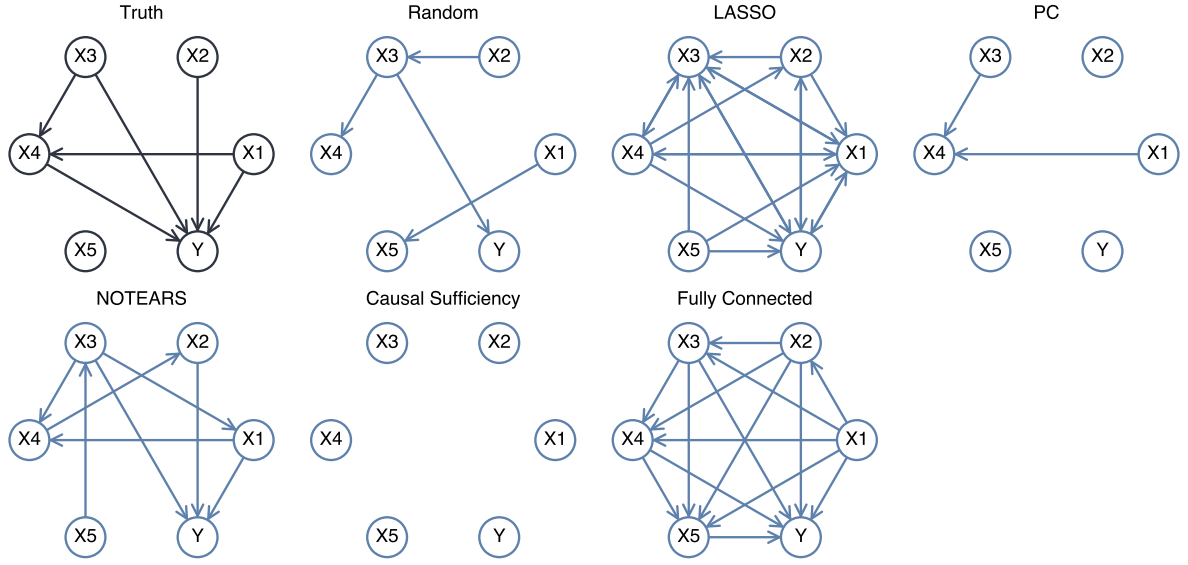 Truth
Random
LASSO
PC
X3
X2
X3
X2
X3
X2
X3
X2
X4
X1
X4
X1
X4
X1
X4
X1
X5
Y
X5
Y
X5
Y
X5
Y
NOTEARS
Causal Sufficiency
Fully Connected
X3
X2
X3
X2
X3
X2
X4
X1
X4
X1
X4
X1
X5
Y
X5
Y
X5
Y